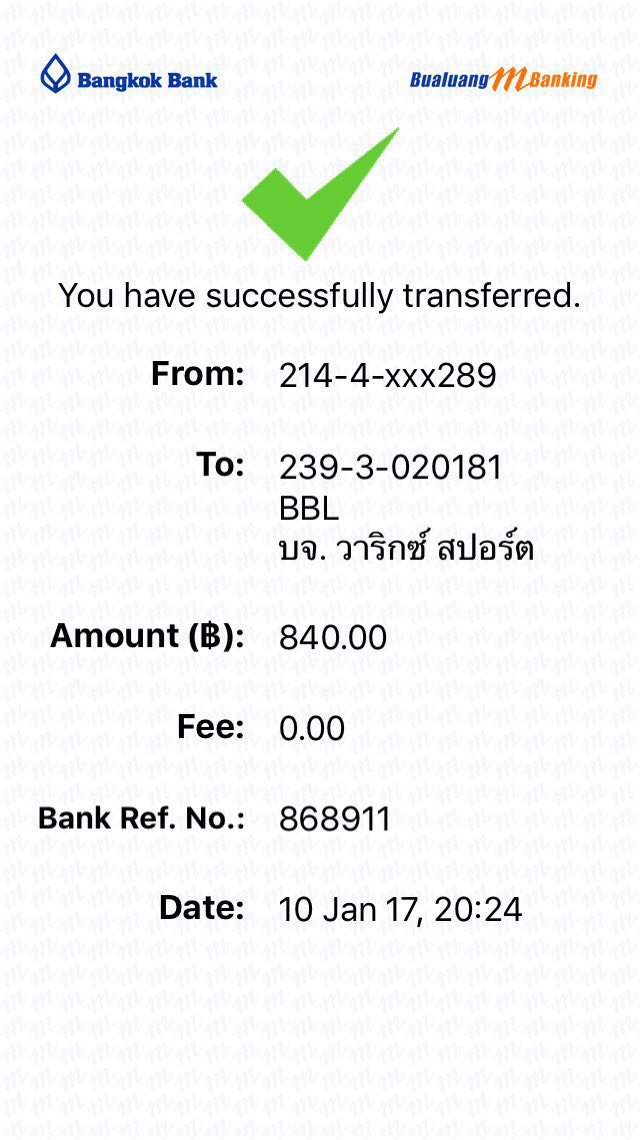 Bangkok Bank
Bualuang mBanking
You have successfully transferred.
From: 214-4-xxx289
To: 239-3-020181
BBL
บจ. วาริกซ์ สปอร์ต
Amount (฿): 840.00
Fee: 0.00
Bank Ref. No.: 868911
Date: 10 Jan 17, 20:24